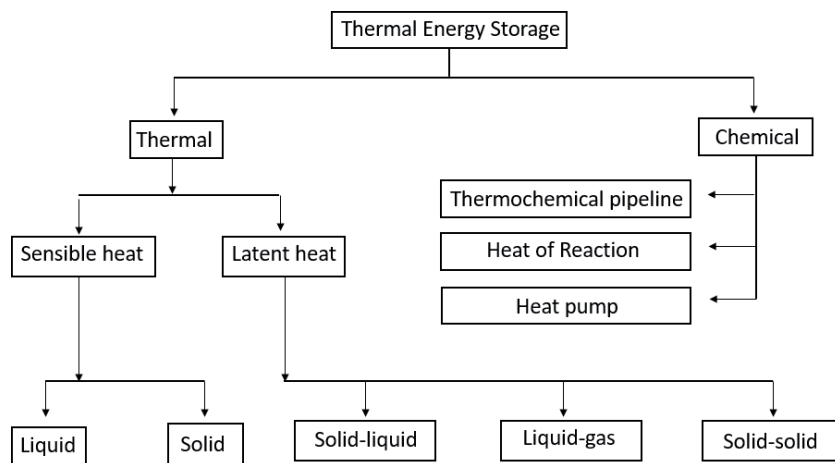 Thermal Energy Storage
Thermal
Chemical
Thermochemical pipeline
Sensible heat
Latent heat
Heat of Reaction
Heat pump
Liquid
Solid
Solid-liquid
Liquid-gas
Solid-solid